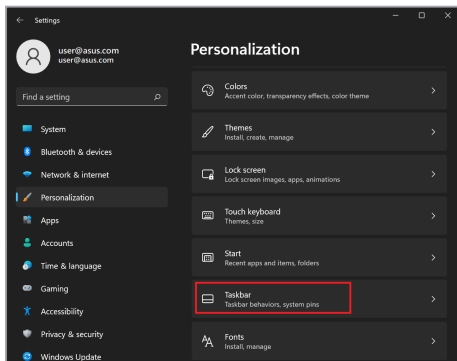 Settings
user@asus.com
user@asus.com
Find a setting
System
Bluetooth & devices
Network & internet
Personalization
Apps
Accounts
Time & language
Gaming
Accessibility
Privacy & security
Windows Update
Personalization
Colors
Accent color, transparency effects, color theme
Themes
Install, create, manage
Lock screen
Lock screen images, apps, animations
Touch keyboard
Themes, size
Start
Recent apps and items, folders
Taskbar
Taskbar behaviors, system pins
Fonts
Install, manage